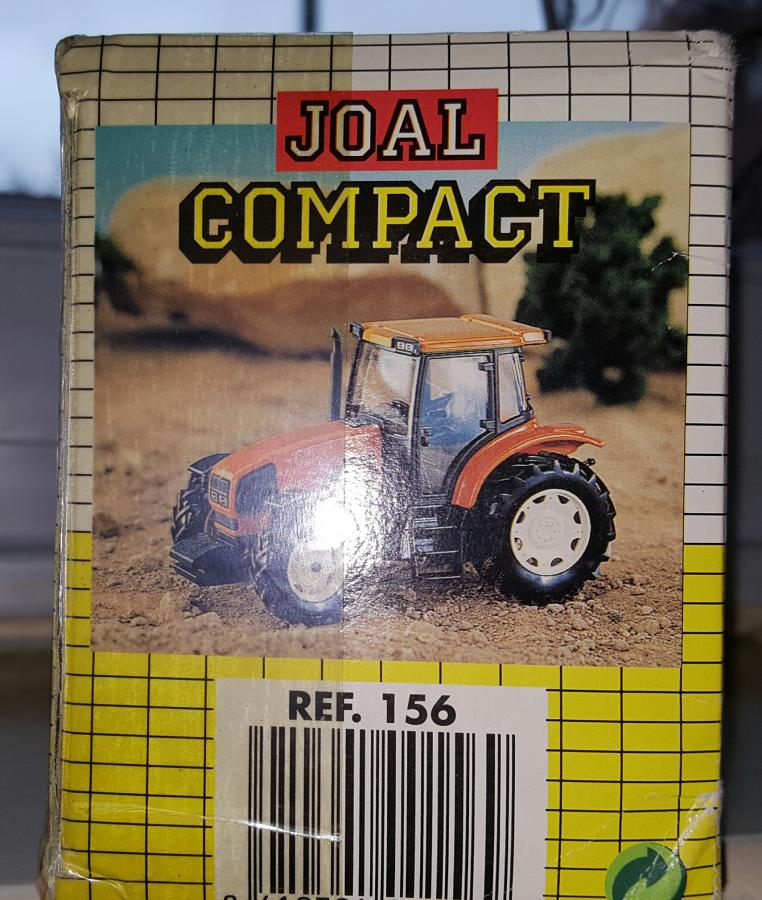 JOAL
COMPACT
REF. 156